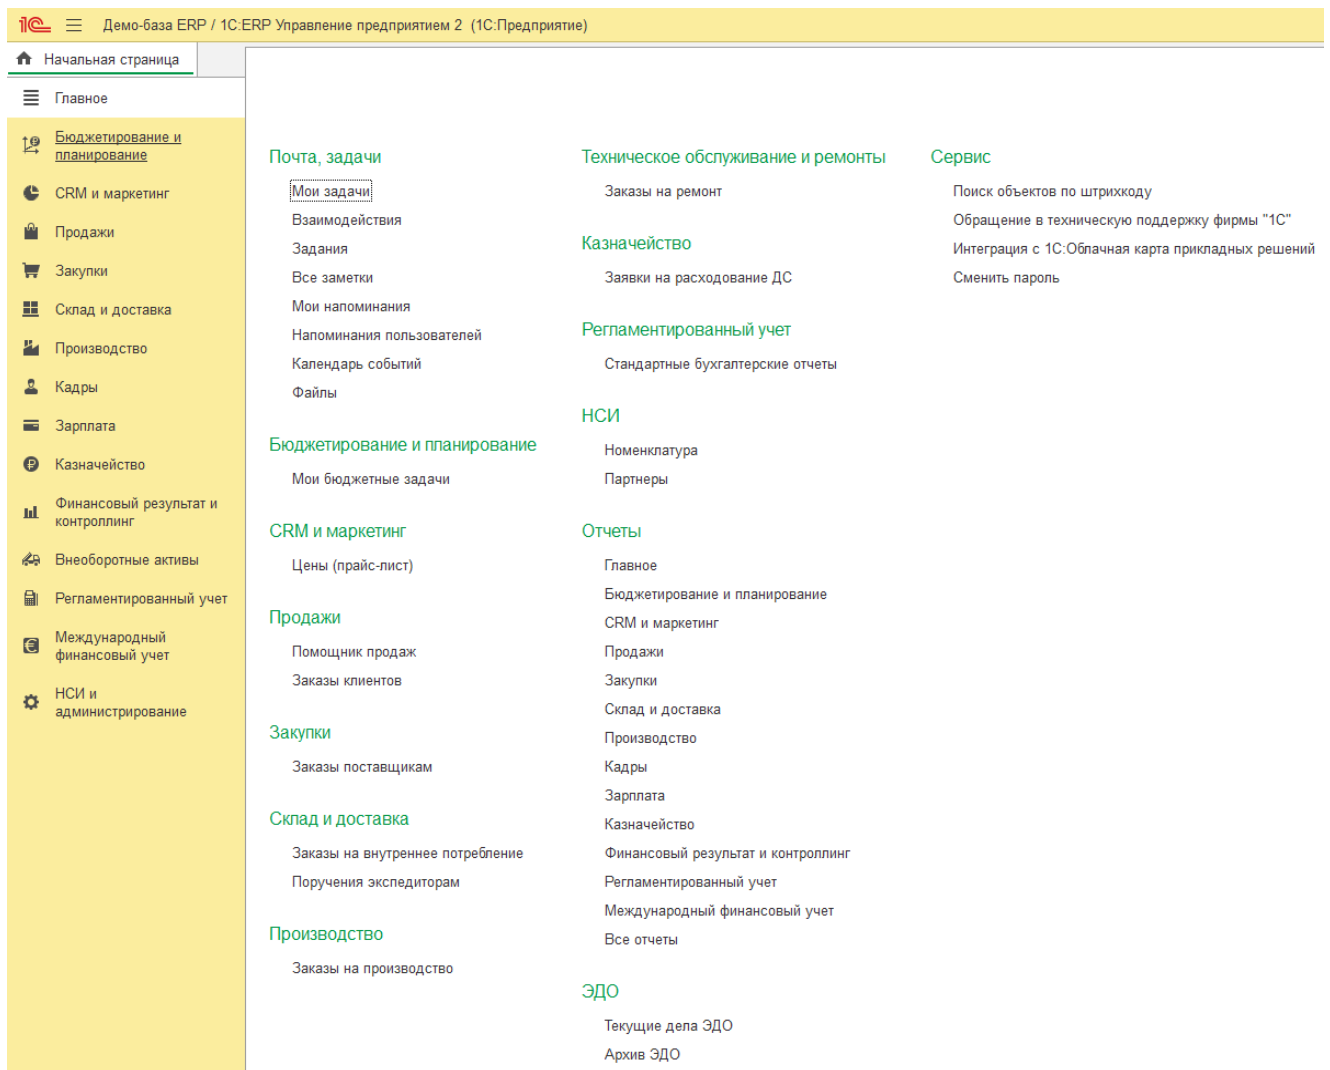 1С Демо-база ERP / 1С:ERP Управление предприятием 2 (1С:Предприятие)
Начальная страница
Главное
Бюджетирование и
планирование
CRM и маркетинг
Продажи
Закупки
Склад и доставка
Производство
Кадры
Зарплата
Казначейство
Финансовый результат и
контроллинг
Внеоборотные активы
Регламентированный учет
Международный
финансовый учет
НСИ и
администрирование
Почта, задачи
Мои задачи
Взаимодействия
Задания
Все заметки
Мои напоминания
Напоминания пользователей
Календарь событий
Файлы
Бюджетирование и планирование
Мои бюджетные задачи
CRM и маркетинг
Цены (прайс-лист)
Продажи
Помощник продаж
Заказы клиентов
Закупки
Заказы поставщикам
Склад и доставка
Заказы на внутреннее потребление
Поручения экспедиторам
Производство
Заказы на производство
Техническое обслуживание и ремонты
Заказы на ремонт
Казначейство
Заявки на расходование ДС
Регламентированный учет
Стандартные бухгалтерские отчеты
НСИ
Номенклатура
Партнеры
Отчеты
Главное
Бюджетирование и планирование
CRM и маркетинг
Продажи
Закупки
Склад и доставка
Производство
Кадры
Зарплата
Казначейство
Финансовый результат и контроллинг
Регламентированный учет
Международный финансовый учет
Все отчеты
ЭДО
Текущие дела ЭДО
Архив ЭДО
Сервис
Поиск объектов по штрихкоду
Обращение в техническую поддержку фирмы "1С"
Интеграция с 1С:Облачная карта прикладных решений
Сменить пароль